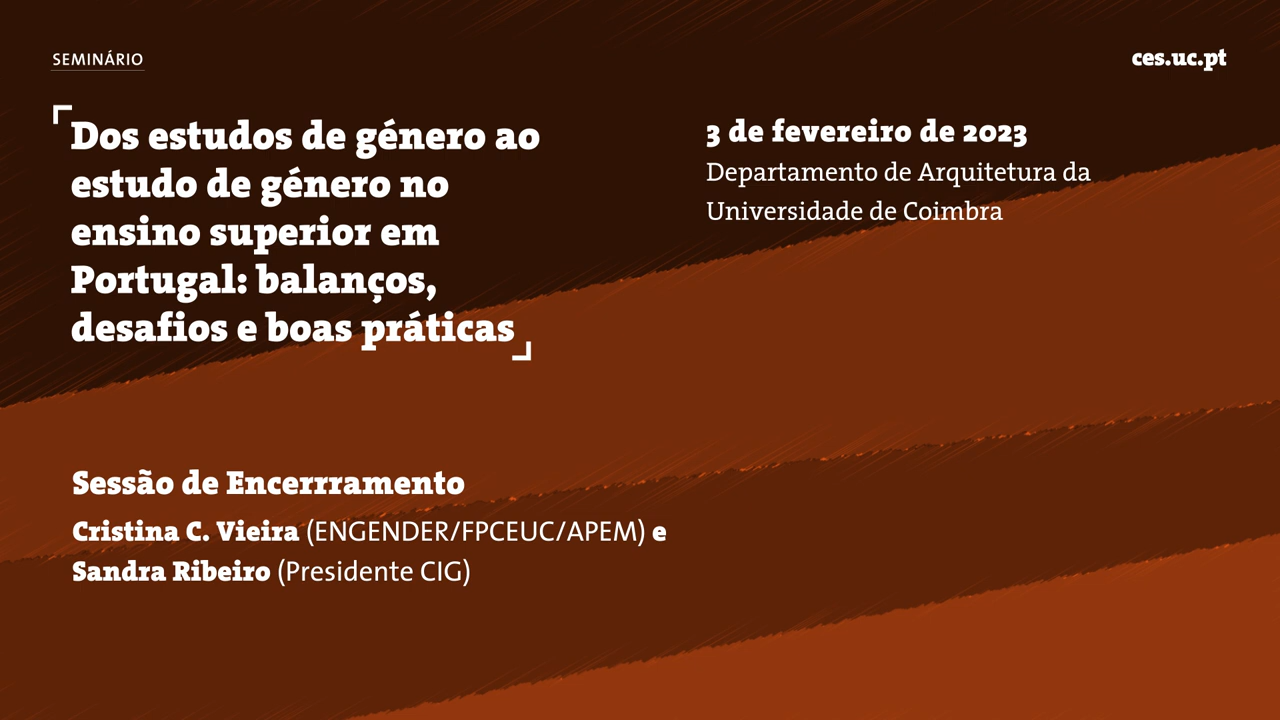 SEMINÁRIO
ces.uc.pt
Dos estudos de género ao
estudo de género no
ensino superior em
Portugal: balanços,
desafios e boas práticas
3 de fevereiro de 2023
Departamento de Arquitetura da
Universidade de Coimbra
Sessão de Encerrramento
Cristina C. Vieira (ENGENDER/FPCEUC/APEM) e
Sandra Ribeiro (Presidente CIG)